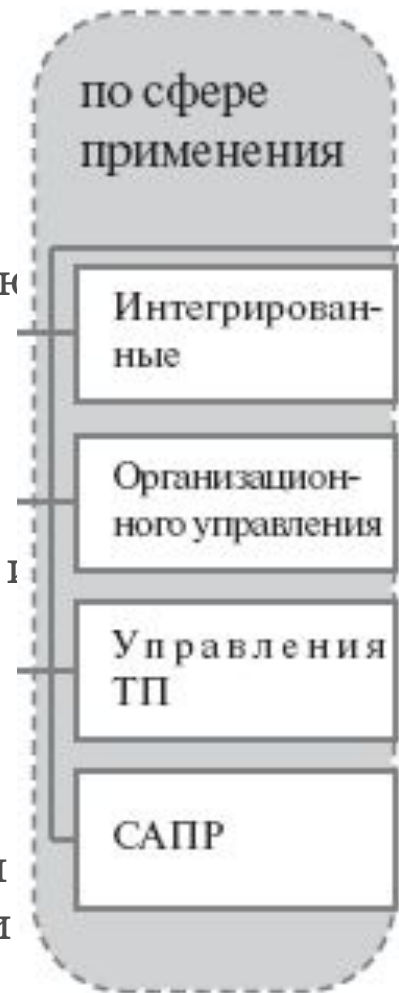 по сфере
применения
Интегрирован-
ные
Организацион-
ного управления
Управления
ТП
САПР